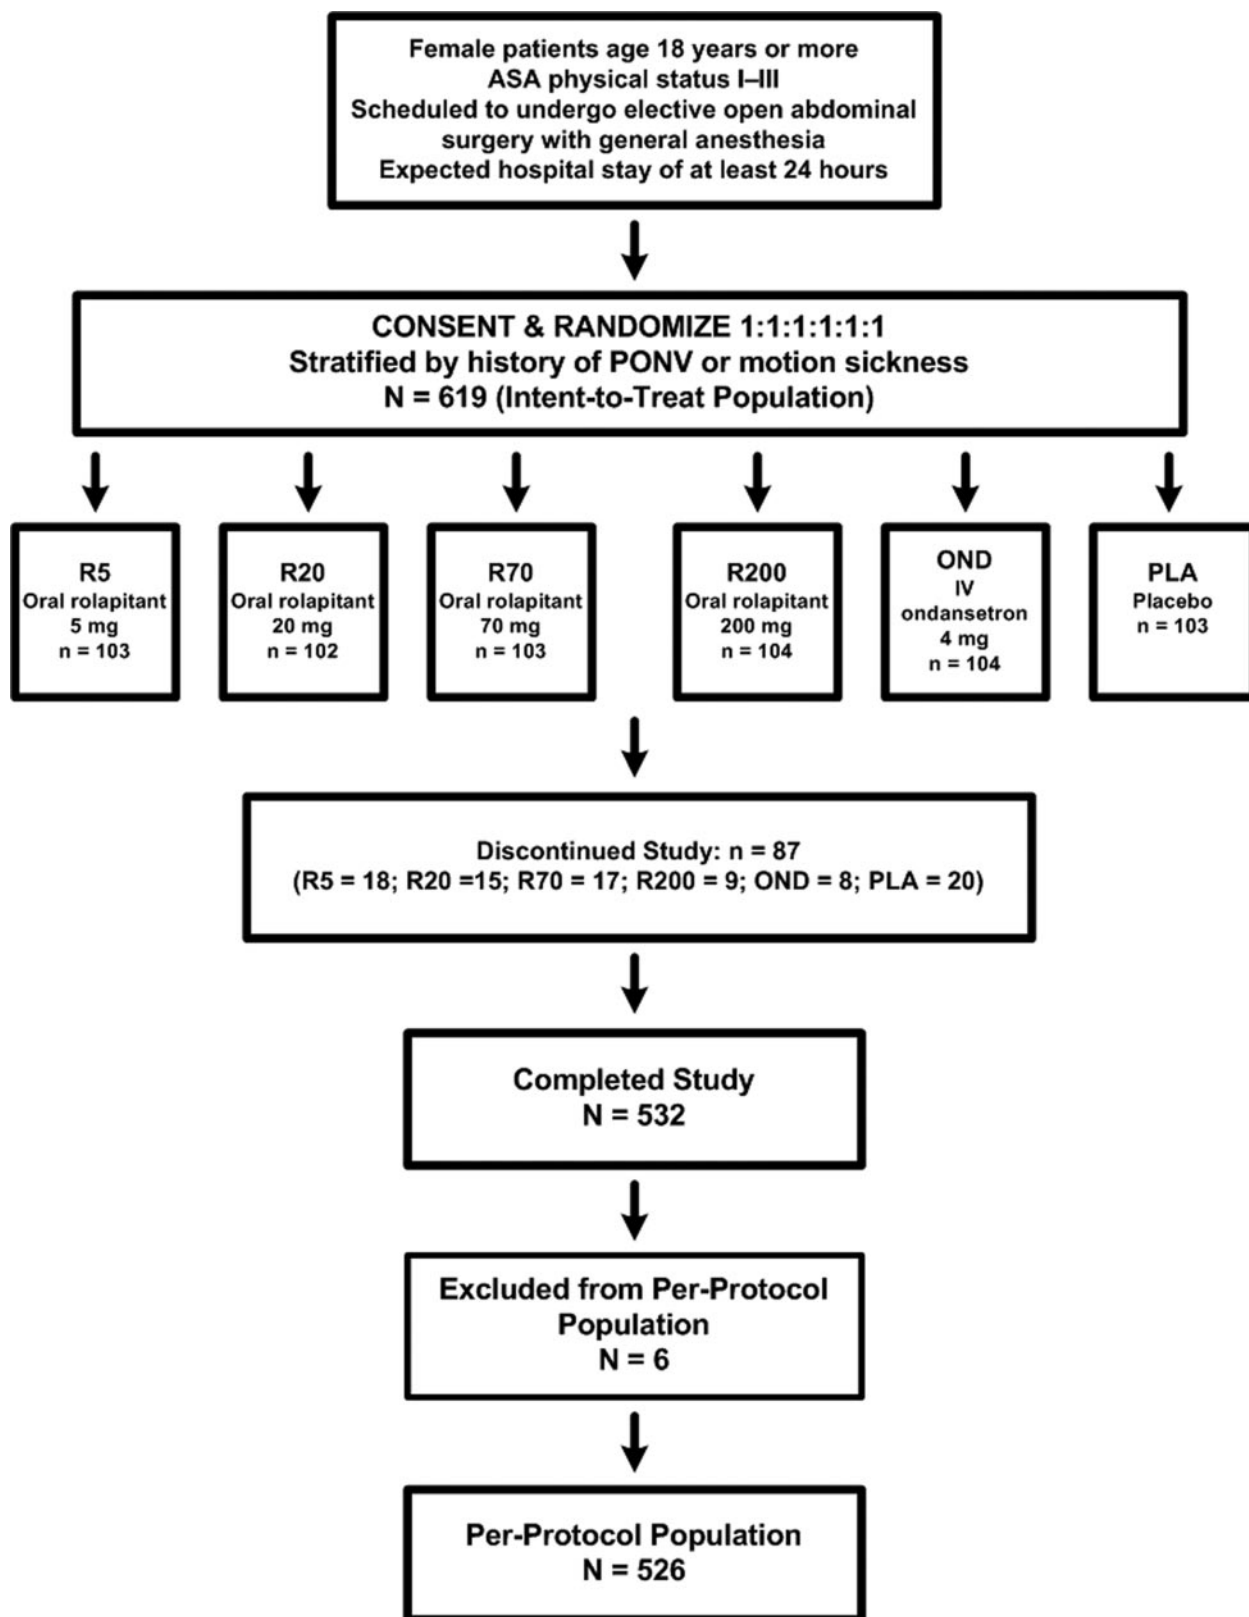 Female patients age 18 years or more
ASA physical status I–III
Scheduled to undergo elective open abdominal
surgery with general anesthesia
Expected hospital stay of at least 24 hours
CONSENT & RANDOMIZE 1:1:1:1:1:1
Stratified by history of PONV or motion sickness
N = 619 (Intent-to-Treat Population)
R5
Oral rolapitant
5 mg
n = 103
R20
Oral rolapitant
20 mg
n = 102
R70
Oral rolapitant
70 mg
n = 103
R200
Oral rolapitant
200 mg
n = 104
OND
IV
ondansetron
4 mg
n = 104
PLA
Placebo
n = 103
Discontinued Study: n = 87
(R5 = 18; R20 =15; R70 = 17; R200 = 9; OND = 8; PLA = 20)
Completed Study
N = 532
Excluded from Per-Protocol
Population
N = 6
Per-Protocol Population
N = 526